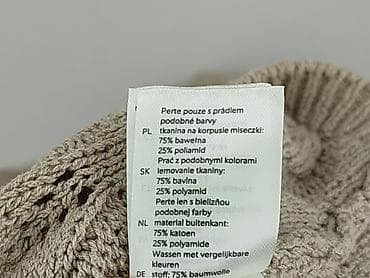 Perte pouze s prádlem
podobné barvy
PL tkanina na korpusie miseczki:
75% bawełna
25% poliamid
Prać z podobnymi kolorami
SK lemovanie tkaniny:
75% bavlna
25% polyamid
Perte len s bielizňou
podobnej farby
NL material buitenkant:
75% katoen
25% polyamide
Wassen met vergelijkbare
kleuren
DE stoff: 75% baumwolle